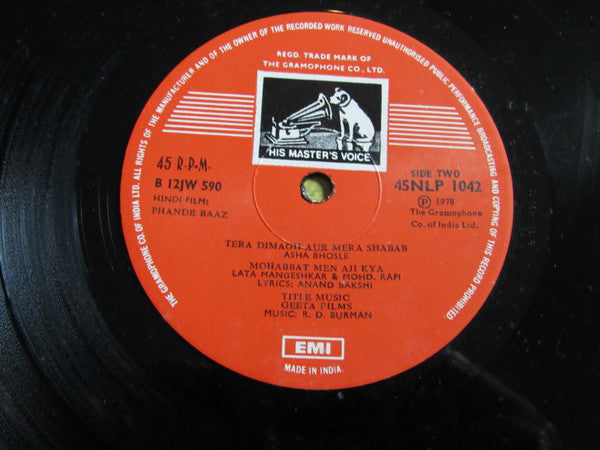 THE GRAMOPHONE CO. OF INDIA LTD. ALL RIGHTS OF THE MANUFACTURER AND OF THE OWNER OF THE RECORDED WORK RESERVED UNAUTHORISED PUBLIC PERFORMANCE BROADCASTING AND COPYING OF THIS RECORD PROHIBITED
REGD. TRADE MARK OF
THE GRAMOPHONE CO., LTD.
HIS MASTER'S VOICE
45 R.P.M.
B 12JW 590
HINDI FILM:
PHANDE BAAZ
SIDE TWO
45NLP 1042
Ⓟ 1978
The Gramophone
Co. of India Ltd.
TERA DIMAGH AUR MERA SHABAB
ASHA BHOSLE
MOHABBAT MEN AJI KYA
LATA MANGESHKAR & MOHD. RAFI
LYRICS: ANAND BAKSHI
TITLE MUSIC
GEETA FILMS
MUSIC: R. D. BURMAN
EMI
MADE IN INDIA.